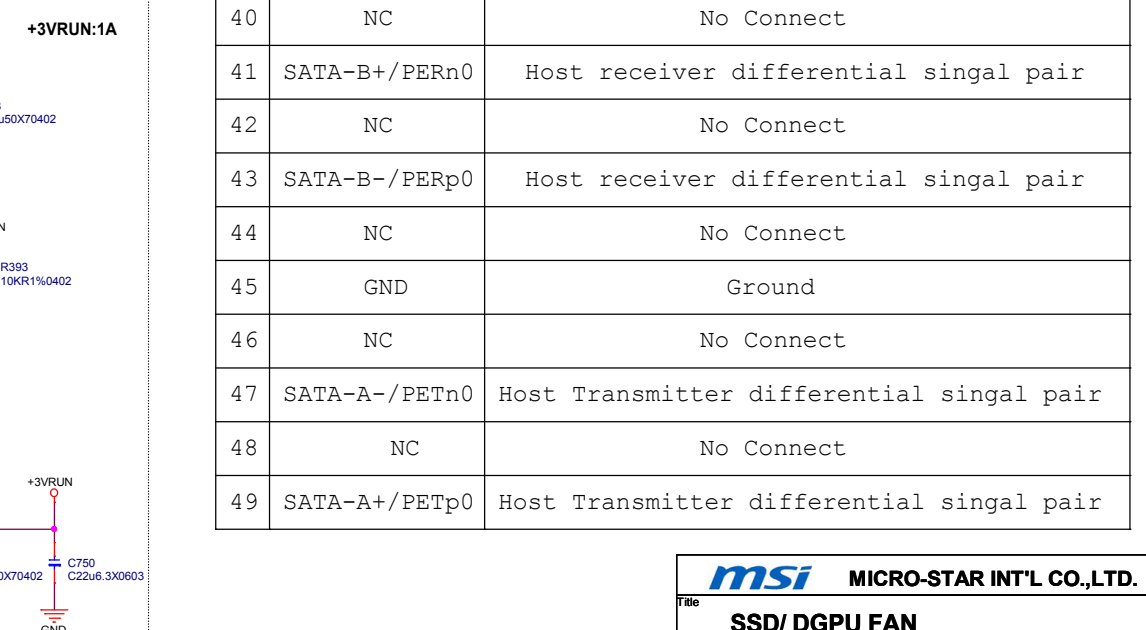 +3VRUN:1A
u50X70402
N
R393
10KR1%0402
+3VRUN
C750
0X70402 C22u6.3X0603
GND
40 NC No Connect
41 SATA-B+/PERn0 Host receiver differential singal pair
42 NC No Connect
43 SATA-B-/PERp0 Host receiver differential singal pair
44 NC No Connect
45 GND Ground
46 NC No Connect
47 SATA-A-/PETn0 Host Transmitter differential singal pair
48 NC No Connect
49 SATA-A+/PETp0 Host Transmitter differential singal pair
msi MICRO-STAR INT'L CO.,LTD.
Title
SSD/ DGPU FAN